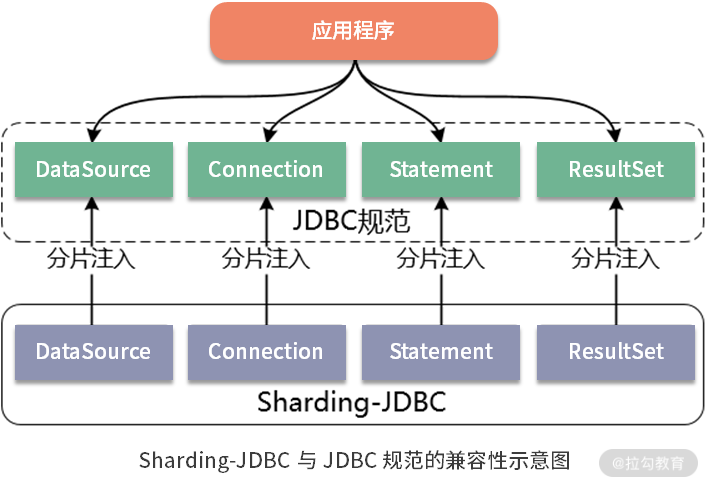 应用程序
DataSource Connection Statement ResultSet
JDBC规范
分片注入 分片注入 分片注入 分片注入
DataSource Connection Statement ResultSet
Sharding-JDBC
Sharding-JDBC 与 JDBC 规范的兼容性示意图
@拉勾教育